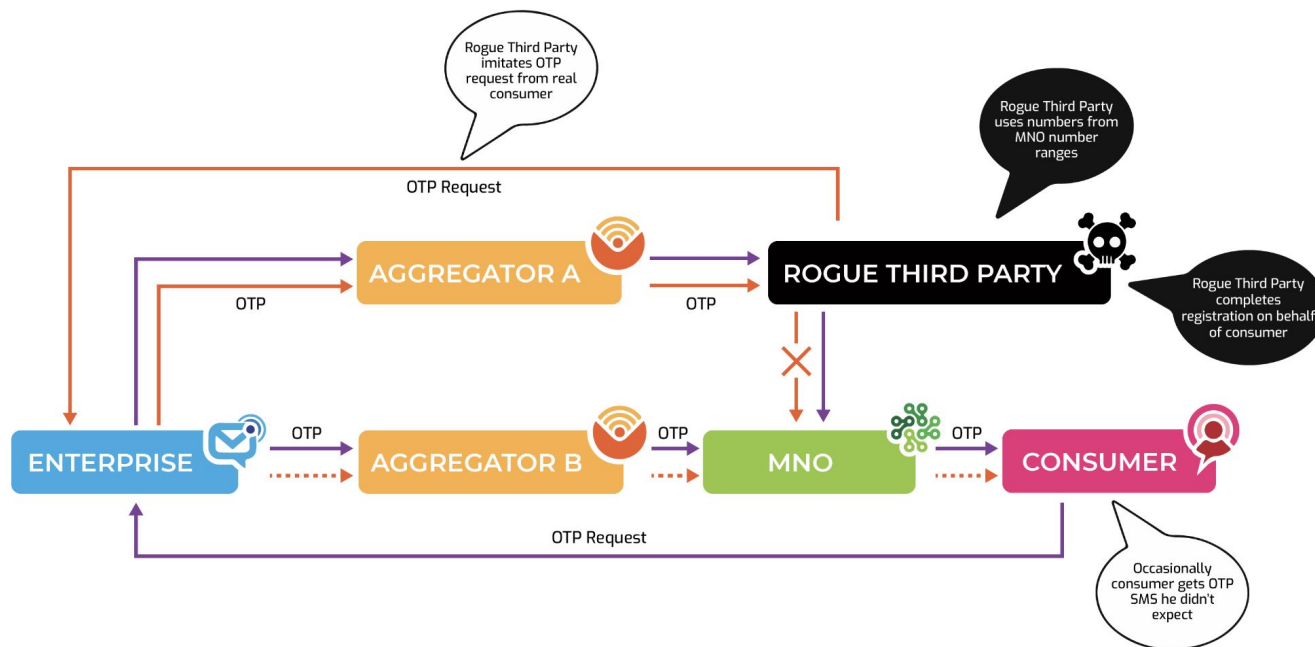 Rogue Third Party
imitates OTP
request from real
consumer
Rogue Third Party
uses numbers from
MNO number
ranges
OTP Request
AGGREGATOR A
ROGUE THIRD PARTY
OTP
OTP
Rogue Third Party
completes
registration on behalf
of consumer
ENTERPRISE
OTP
AGGREGATOR B
OTP
MNO
OTP
CONSUMER
OTP Request
Occasionally
consumer gets OTP
SMS he didn't
expect